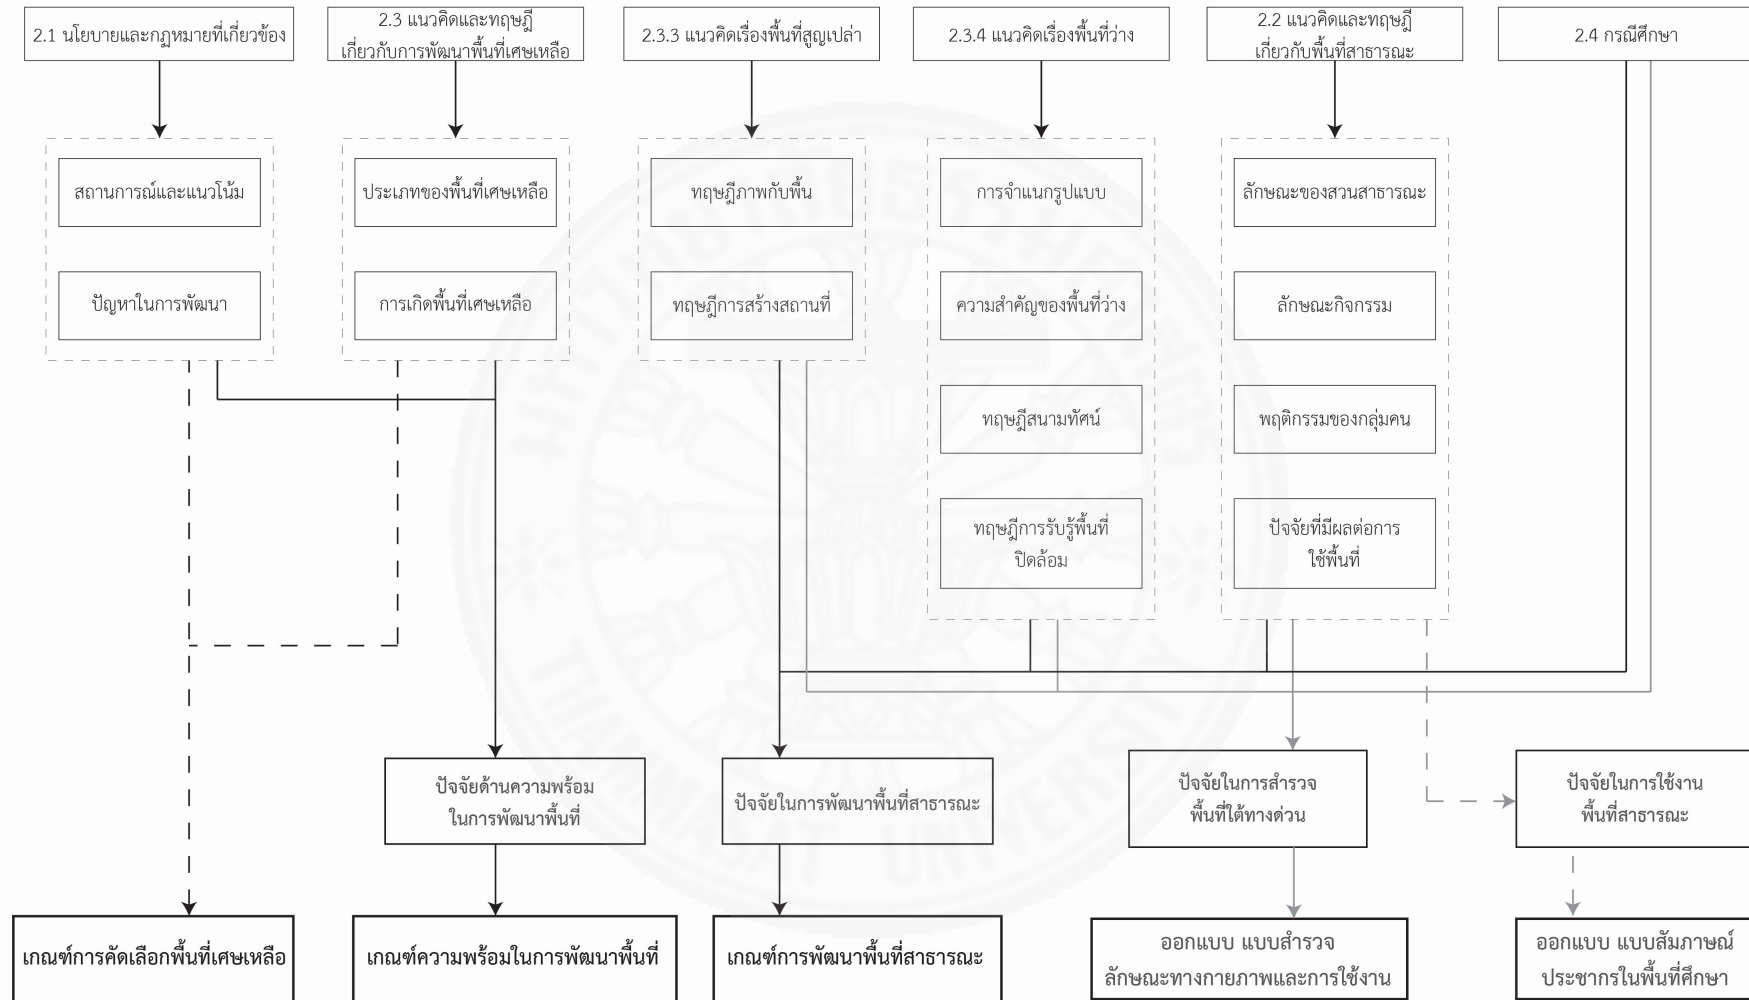 2.1 นโยบายและกฎหมายที่เกี่ยวข้อง
2.3 แนวคิดและทฤษฎี
เกี่ยวกับการพัฒนาพื้นที่เศษเหลือ
2.3.3 แนวคิดเรื่องพื้นที่สูญเปล่า
2.3.4 แนวคิดเรื่องพื้นที่ว่าง
2.2 แนวคิดและทฤษฎี
เกี่ยวกับพื้นที่สาธารณะ
2.4 กรณีศึกษา
สถานการณ์และแนวโน้ม
ประเภทของพื้นที่เศษเหลือ
ทฤษฎีภาพกับพื้น
การจำแนกรูปแบบ
ลักษณะของสวนสาธารณะ
ปัญหาในการพัฒนา
การเกิดพื้นที่เศษเหลือ
ทฤษฎีการสร้างสถานที่
ความสำคัญของพื้นที่ว่าง
ลักษณะกิจกรรม
ทฤษฎีสนามทัศน์
พฤติกรรมของกลุ่มคน
ทฤษฎีการรับรู้พื้นที่
ปิดล้อม
ปัจจัยที่มีผลต่อการ
ใช้พื้นที่
ปัจจัยด้านความพร้อม
ในการพัฒนาพื้นที่
ปัจจัยในการพัฒนาพื้นที่สาธารณะ
ปัจจัยในการสำรวจ
พื้นที่ใต้ทางด่วน
ปัจจัยในการใช้งาน
พื้นที่สาธารณะ
เกณฑ์การคัดเลือกพื้นที่เศษเหลือ
เกณฑ์ความพร้อมในการพัฒนาพื้นที่
เกณฑ์การพัฒนาพื้นที่สาธารณะ
ออกแบบ แบบสำรวจ
ลักษณะทางกายภาพและการใช้งาน
ออกแบบ แบบสัมภาษณ์
ประชากรในพื้นที่ศึกษา
THAMMASAT UNIVERSITY